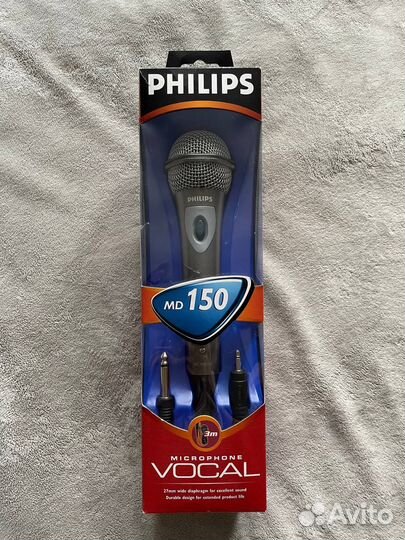 PHILIPS
PHILIPS
MD 150
3m
MICROPHONE
VOCAL
27mm wide diaphragm for excellent sound
Durable design for extended product life
Avito